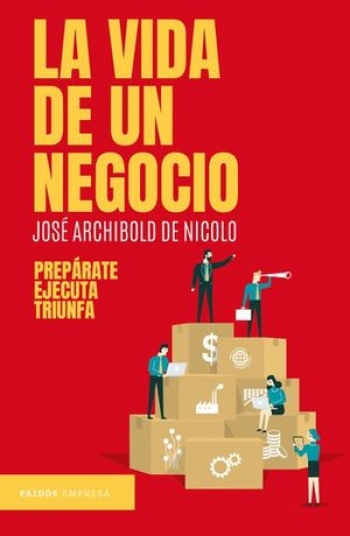 LA VIDA
DE UN
NEGOCIO
JOSÉ ARCHIBOLD DE NICOLO
PREPÁRATE
EJECUTA
TRIUNFA
$
PAIDÓS EMPRESA